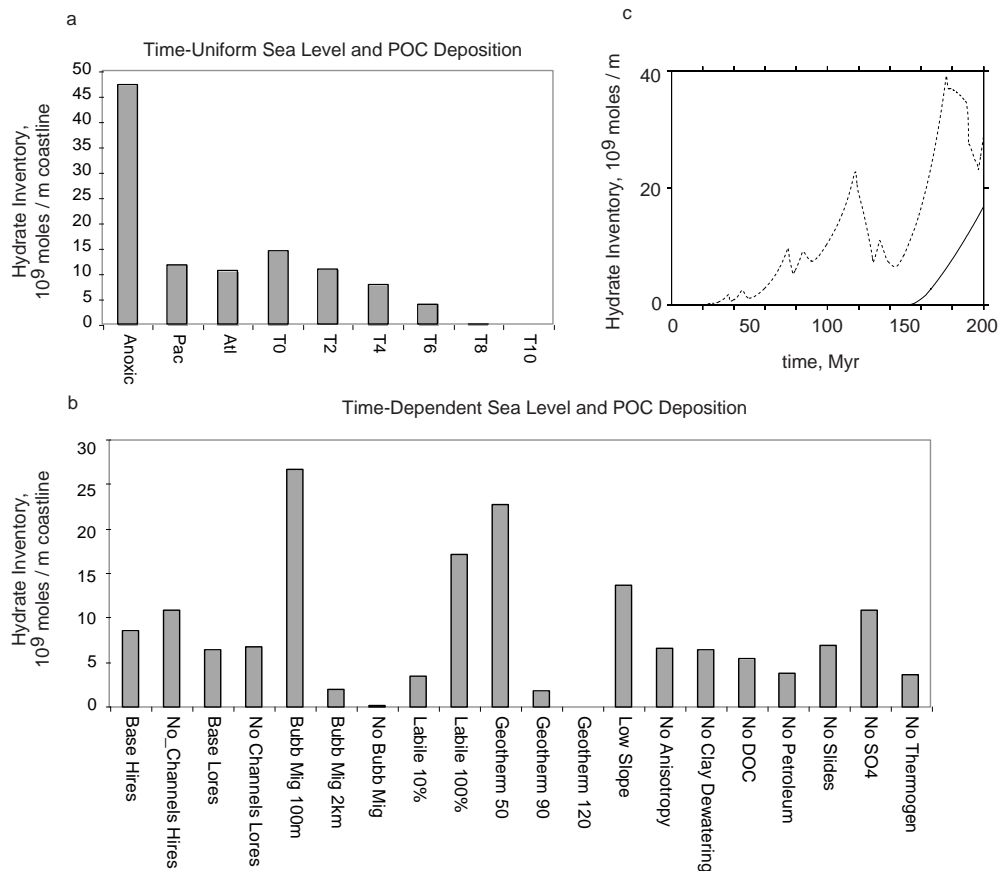 a
Time-Uniform Sea Level and POC Deposition
Hydrate Inventory,
10⁹ moles / m coastline
50
45
40
35
30
25
20
15
10
5
0
Anoxic
Pac
Atl
T0
T2
T4
T6
T8
T10
c
Hydrate Inventory, 10⁹ moles / m
40
20
0
0 50 100 150 200
time, Myr
b
Time-Dependent Sea Level and POC Deposition
Hydrate Inventory,
10⁹ moles / m coastline
30
25
20
15
10
5
0
Base Hires
No_Channels Hires
Base Lores
No Channels Lores
Bubb Mig 100m
Bubb Mig 2km
No Bubb Mig
Labile 10%
Labile 100%
Geotherm 50
Geotherm 90
Geotherm 120
Low Slope
No Anisotropy
No Clay Dewatering
No DOC
No Petroleum
No Slides
No SO4
No Thermogen